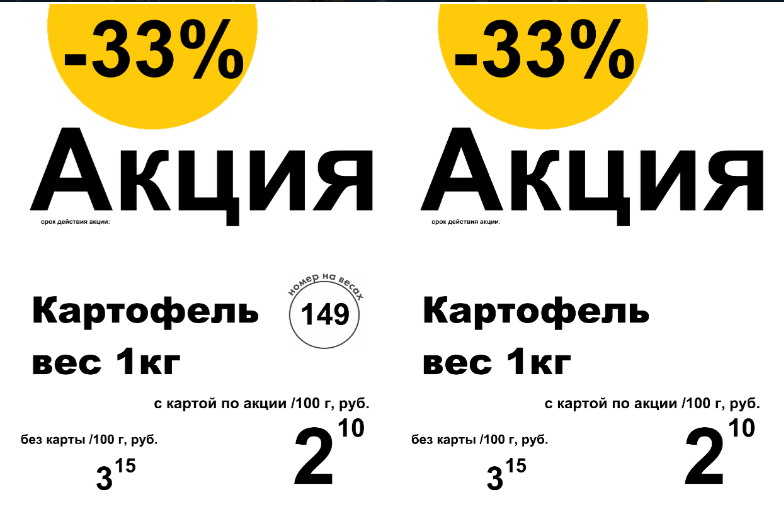 -33%
Акция
срок действия акции:
номер на весах
149
Картофель
вес 1кг
с картой по акции /100 г, руб.
2 10
без карты /100 г, руб.
3 15
-33%
Акция
срок действия акции:
Картофель
вес 1кг
с картой по акции /100 г, руб.
2 10
без карты /100 г, руб.
3 15